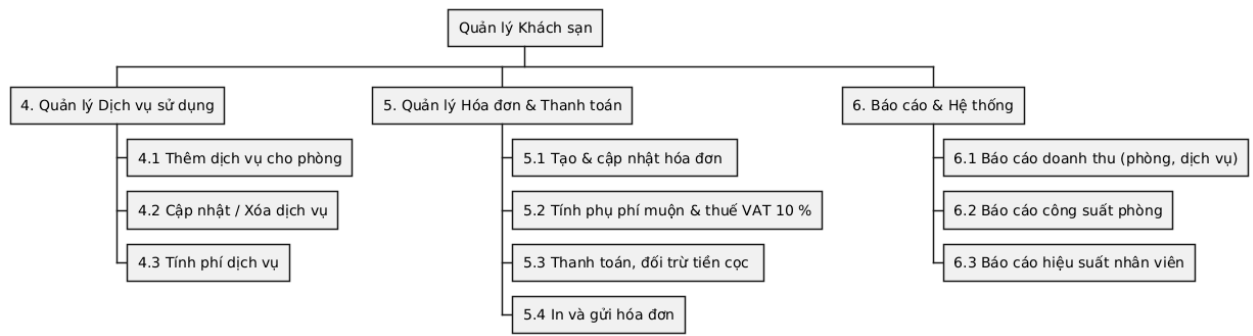 Quản lý Khách sạn
4. Quản lý Dịch vụ sử dụng
4.1 Thêm dịch vụ cho phòng
4.2 Cập nhật / Xóa dịch vụ
4.3 Tính phí dịch vụ
5. Quản lý Hóa đơn & Thanh toán
5.1 Tạo & cập nhật hóa đơn
5.2 Tính phụ phí muộn & thuế VAT 10 %
5.3 Thanh toán, đối trừ tiền cọc
5.4 In và gửi hóa đơn
6. Báo cáo & Hệ thống
6.1 Báo cáo doanh thu (phòng, dịch vụ)
6.2 Báo cáo công suất phòng
6.3 Báo cáo hiệu suất nhân viên